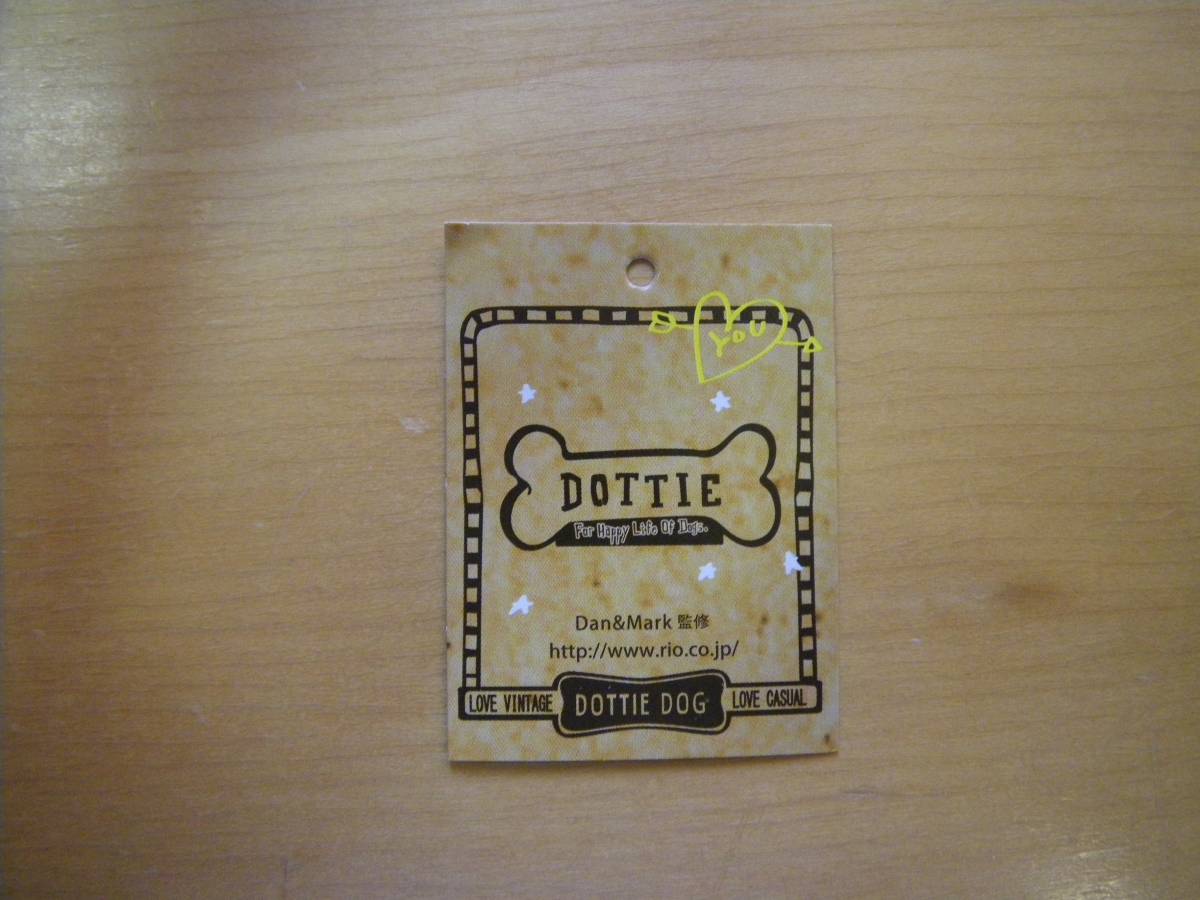 YOU
DOTTIE
For Happy Life Of Dogs.
Dan&Mark 監修
http://www.rio.co.jp/
LOVE VINTAGE DOTTIE DOG LOVE CASUAL